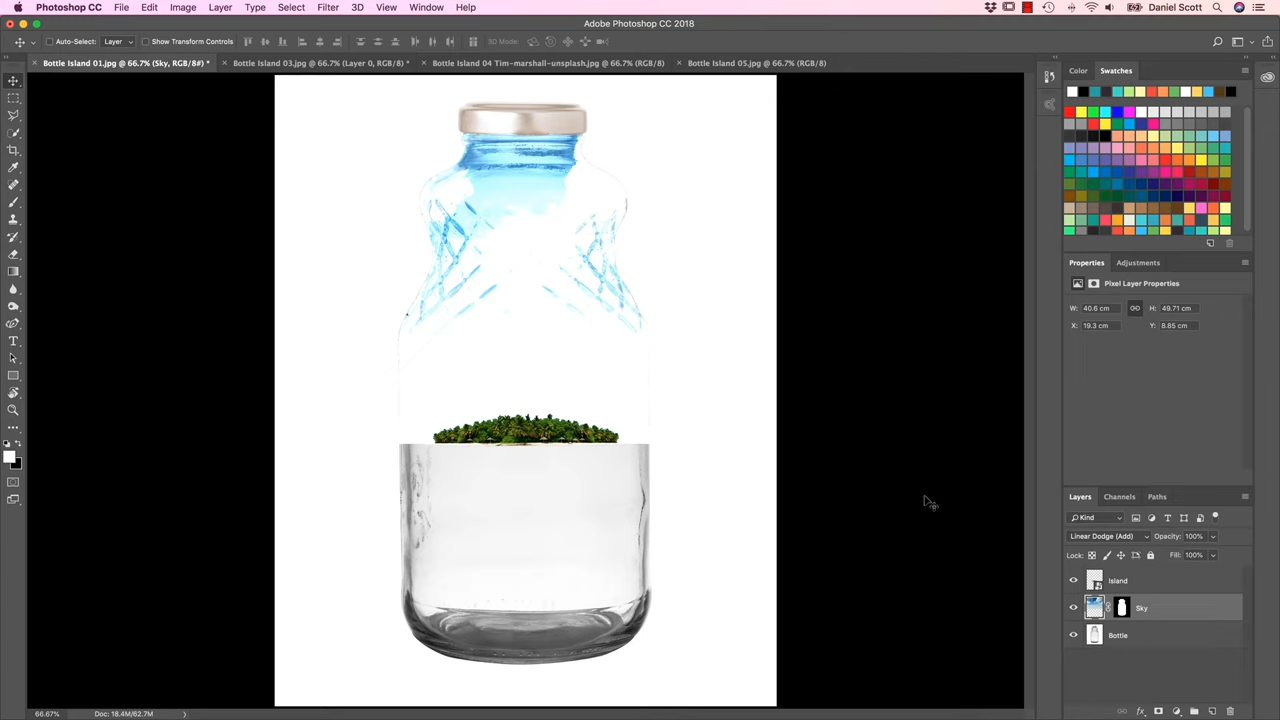 Photoshop CC File Edit Image Layer Type Select Filter 3D View Window Help Daniel Scott
Adobe Photoshop CC 2018
Auto-Select: Layer Show Transform Controls 3D Mode:
Bottle Island 01.jpg @ 66.7% (Sky, RGB/8#) * Bottle Island 03.jpg @ 66.7% (Layer 0, RGB/8) * Bottle Island 04 Tim-marshall-unsplash.jpg @ 66.7% (RGB/8) Bottle Island 05.jpg @ 66.7% (RGB/8)
Color Swatches
Properties Adjustments
Pixel Layer Properties
W: 40.6 cm H: 49.71 cm
X: 19.3 cm Y: 8.85 cm
Layers Channels Paths
Kind
Linear Dodge (Add) Opacity: 100%
Lock: Fill: 100%
Island
Sky
Bottle
66.67% Doc: 18.4M/62.7M